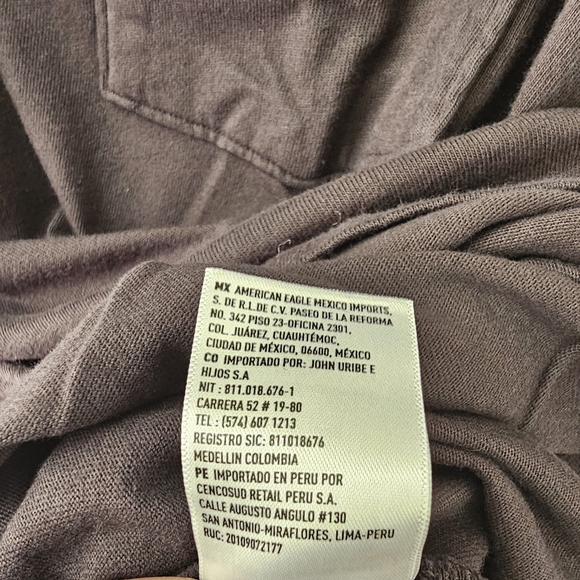 MX AMERICAN EAGLE MEXICO IMPORTS,
S. DE R.L.DE C.V. PASEO DE LA REFORMA
NO. 342 PISO 23-OFICINA 2301,
COL. JUÁREZ, CUAUHTÉMOC,
CIUDAD DE MÉXICO, 06600, MÉXICO
CO IMPORTADO POR: JOHN URIBE E
HIJOS S.A
NIT : 811.018.676-1
CARRERA 52 # 19-80
TEL : (574) 607 1213
REGISTRO SIC: 811018676
MEDELLIN COLOMBIA
PE IMPORTADO EN PERU POR
CENCOSUD RETAIL PERU S.A.
CALLE AUGUSTO ANGULO #130
SAN ANTONIO-MIRAFLORES, LIMA-PERU
RUC: 20109072177